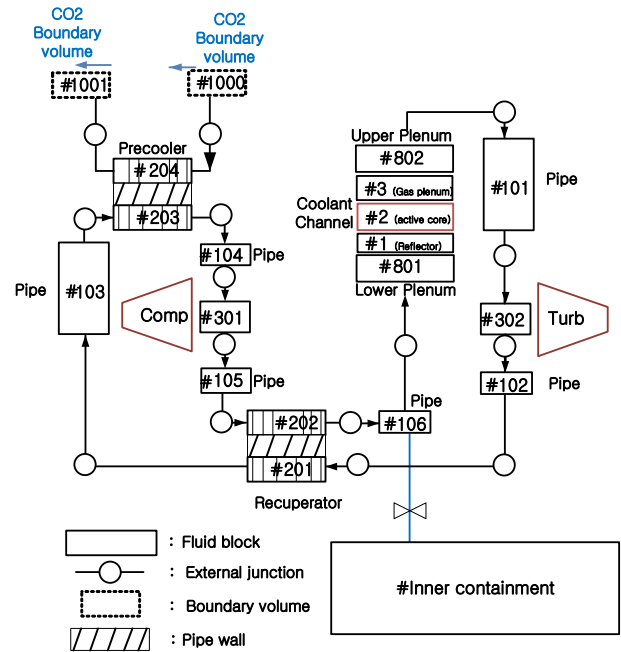 CO2
Boundary
volume
CO2
Boundary
volume
#1001
#1000
Precooler
#204
#203
Upper Plenum
#802
#3 (Gas plenum)
Coolant
Channel
#2 (active core)
#1 (Reflector)
#801
Lower Plenum
#101
Pipe
#104
Pipe
Pipe
#103
Comp
#301
#302
Turb
#105
Pipe
#102
Pipe
Pipe
#202
#106
#201
Recuperator
: Fluid block
: External junction
: Boundary volume
: Pipe wall
#Inner containment